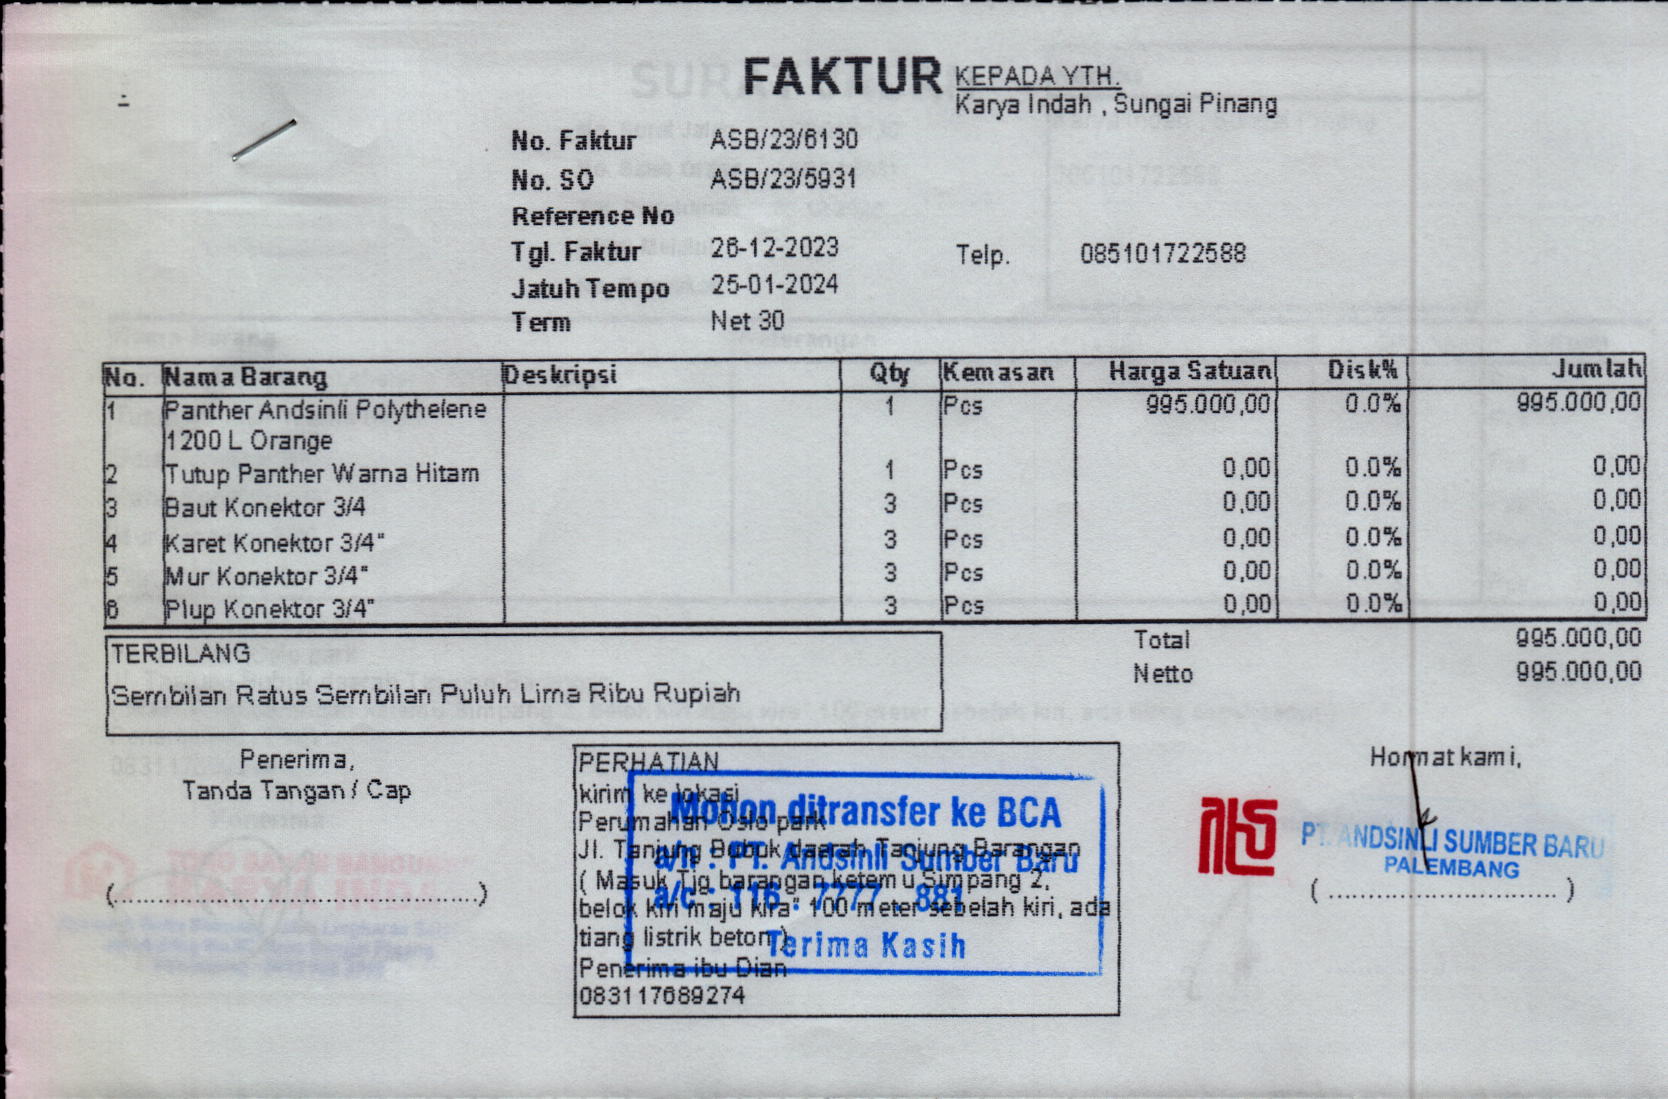 FAKTUR
KEPADA YTH.
Karya Indah , Sungai Pinang
No. Faktur ASB/23/6130
No. SO ASB/23/5931
Reference No
Tgl. Faktur 26-12-2023 Telp. 085101722588
Jatuh Tempo 25-01-2024
Term Net 30
No. Nama Barang Deskripsi Qty Kemasan Harga Satuan Disk% Jumlah
1 Panther Andsinli Polythelene 1 Pcs 995.000,00 0.0% 995.000,00
1200 L Orange
2 Tutup Panther Warna Hitam 1 Pcs 0,00 0.0% 0,00
3 Baut Konektor 3/4 3 Pcs 0,00 0.0% 0,00
4 Karet Konektor 3/4" 3 Pcs 0,00 0.0% 0,00
5 Mur Konektor 3/4" 3 Pcs 0,00 0.0% 0,00
6 Plup Konektor 3/4" 3 Pcs 0,00 0.0% 0,00
Total 995.000,00
Netto 995.000,00
TERBILANG
Sembilan Ratus Sembilan Puluh Lima Ribu Rupiah
Penerima,
Tanda Tangan / Cap
(................................................)
PERHATIAN
kirim ke lokasi
Perumahan Oslo park
Jl. Tanjung Bubuk daerah Tanjung Barangan
( Masuk Tjg barangan ketemu Simpang 2,
belok kiri maju kira" 100 meter sebelah kiri, ada
tiang listrik beton )
Penerima ibu Dian
083117689274
Mohon ditransfer ke BCA
a/n : PT. Andsinli Sumber Baru
a/c : 116 . 7777 . 881
Terima Kasih
Hormat kami,
PT. ANDSINLI SUMBER BARU
PALEMBANG
( .............................. )